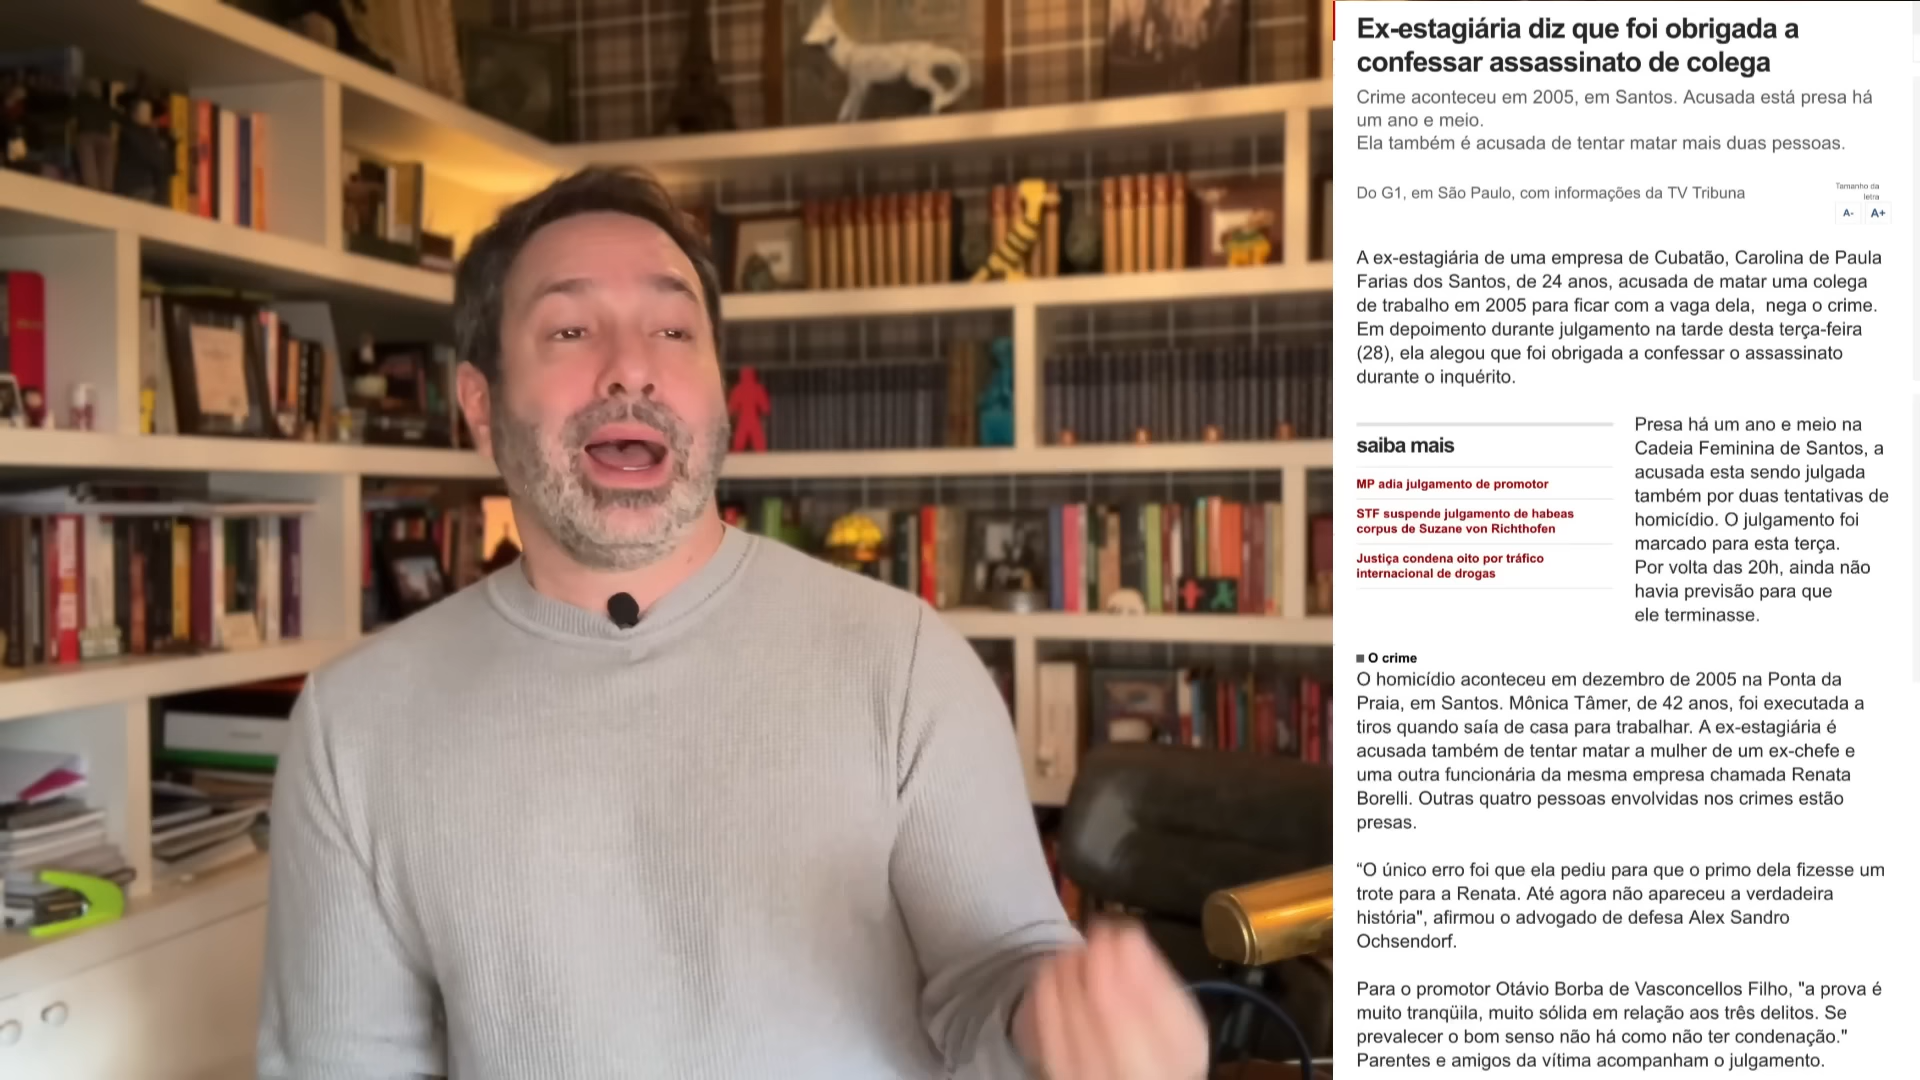 Ex-estagiária diz que foi obrigada a
confessar assassinato de colega
Crime aconteceu em 2005, em Santos. Acusada está presa há
um ano e meio.
Ela também é acusada de tentar matar mais duas pessoas.
Do G1, em São Paulo, com informações da TV Tribuna
Tamanho da
letra
A- A+
A ex-estagiária de uma empresa de Cubatão, Carolina de Paula
Farias dos Santos, de 24 anos, acusada de matar uma colega
de trabalho em 2005 para ficar com a vaga dela, nega o crime.
Em depoimento durante julgamento na tarde desta terça-feira
(28), ela alegou que foi obrigada a confessar o assassinato
durante o inquérito.
saiba mais
MP adia julgamento de promotor
STF suspende julgamento de habeas
corpus de Suzane von Richthofen
Justiça condena oito por tráfico
internacional de drogas
Presa há um ano e meio na
Cadeia Feminina de Santos, a
acusada esta sendo julgada
também por duas tentativas de
homicídio. O julgamento foi
marcado para esta terça.
Por volta das 20h, ainda não
havia previsão para que
ele terminasse.
O crime
O homicídio aconteceu em dezembro de 2005 na Ponta da
Praia, em Santos. Mônica Tâmer, de 42 anos, foi executada a
tiros quando saía de casa para trabalhar. A ex-estagiária é
acusada também de tentar matar a mulher de um ex-chefe e
uma outra funcionária da mesma empresa chamada Renata
Borelli. Outras quatro pessoas envolvidas nos crimes estão
presas.
“O único erro foi que ela pediu para que o primo dela fizesse um
trote para a Renata. Até agora não apareceu a verdadeira
história", afirmou o advogado de defesa Alex Sandro
Ochsendorf.
Para o promotor Otávio Borba de Vasconcellos Filho, "a prova é
muito tranqüila, muito sólida em relação aos três delitos. Se
prevalecer o bom senso não há como não ter condenação."
Parentes e amigos da vítima acompanham o julgamento.